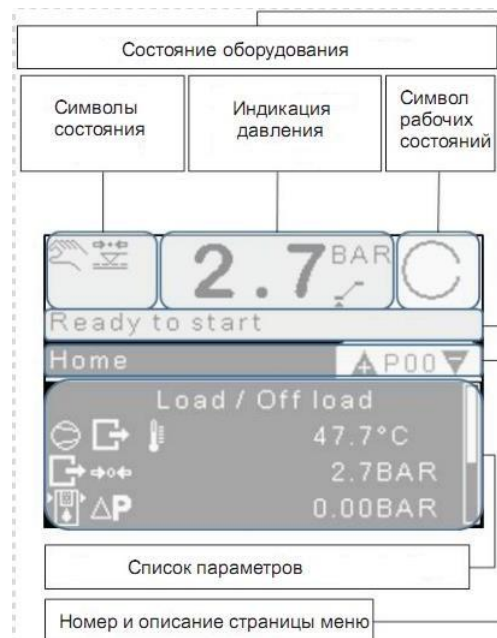 Состояние оборудования
Символы
состояния
Индикация
давления
Символ
рабочих
состояний
2.7 BAR
Ready to start
Home P00
Load / Off load
47.7°C
2.7BAR
ΔP 0.00BAR
Список параметров
Номер и описание страницы меню